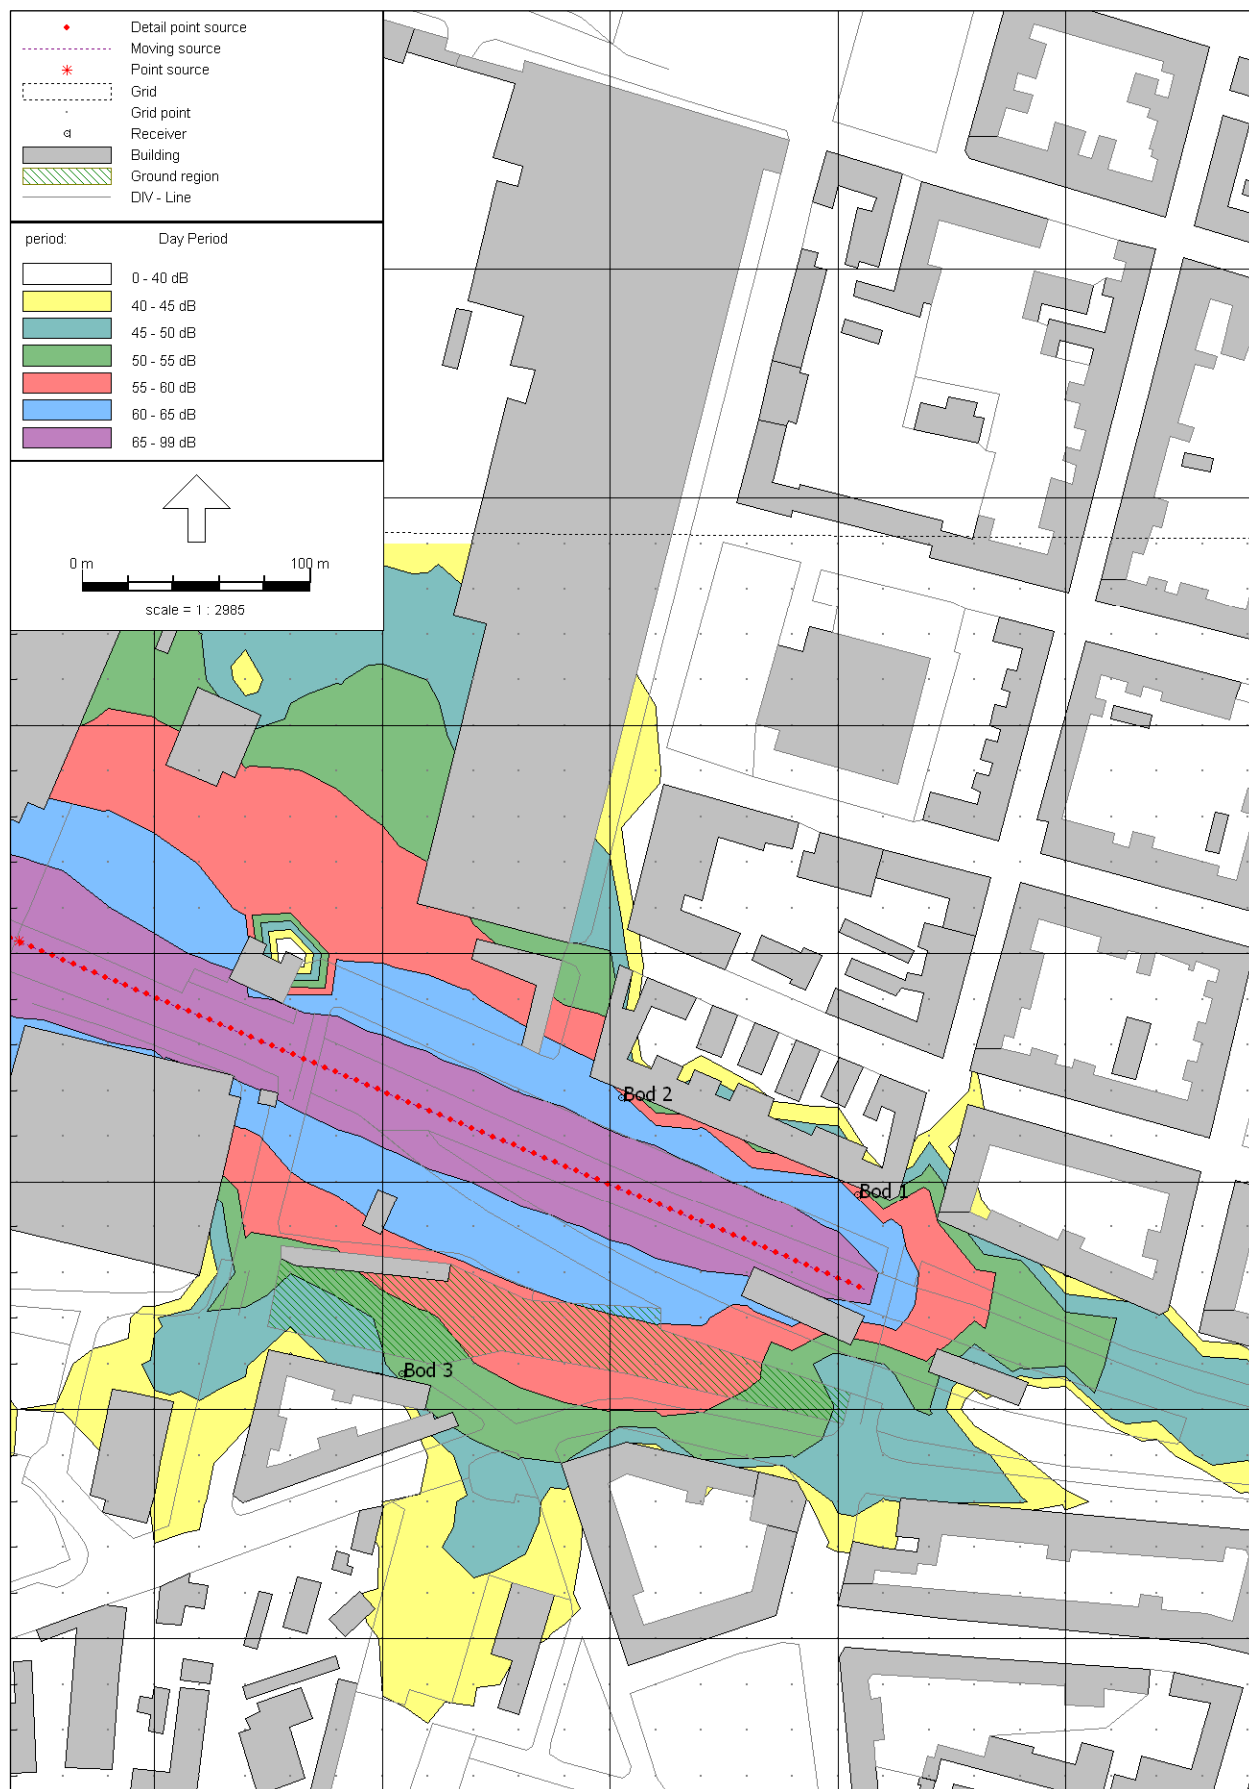 Detail point source
Moving source
Point source
Grid
Grid point
Receiver
Building
Ground region
DIV - Line
period: Day Period
0 - 40 dB
40 - 45 dB
45 - 50 dB
50 - 55 dB
55 - 60 dB
60 - 65 dB
65 - 99 dB
0 m 100 m
scale = 1 : 2985
Bod 2
Bod 1
Bod 3